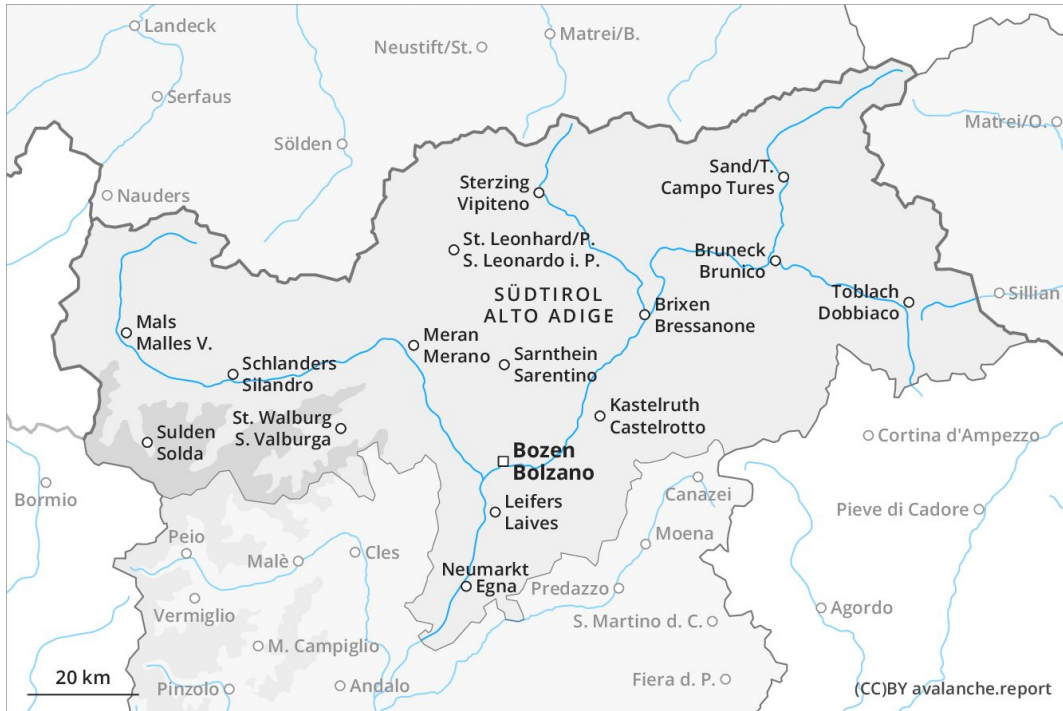 Landeck
Neustift/St.
Matrei/B.
Serfaus
Matrei/O.
Sölden
Nauders
Sterzing
Vipiteno
Sand/T.
Campo Tures
St. Leonhard/P.
S. Leonardo i. P.
Bruneck
Brunico
SÜDTIROL
ALTO ADIGE
Brixen
Bressanone
Toblach
Dobbiaco
Sillian
Mals
Malles V.
Meran
Merano
Schlanders
Silandro
Sarnthein
Sarentino
St. Walburg
S. Valburga
Kastelruth
Castelrotto
Sulden
Solda
Cortina d'Ampezzo
Bozen
Bolzano
Bormio
Canazei
Leifers
Laives
Pieve di Cadore
Peio
Malè
Cles
Moena
Neumarkt
Egna
Predazzo
Vermiglio
Agordo
S. Martino d. C.
M. Campiglio
20 km
Pinzolo
Andalo
Fiera d. P.
(CC)BY avalanche.report